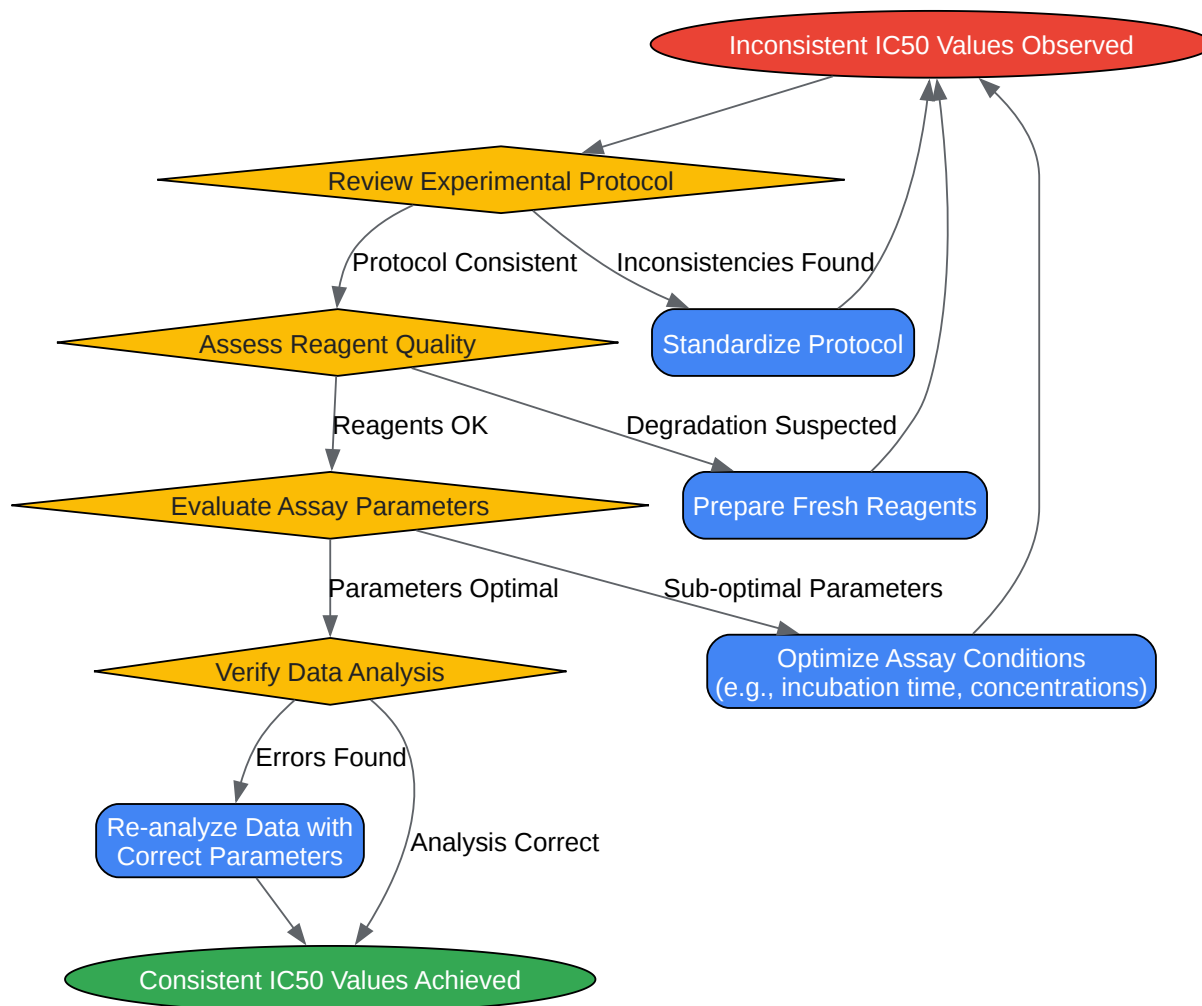 Inconsistent IC50 Values Observed
Review Experimental Protocol
Protocol Consistent
Inconsistencies Found
Assess Reagent Quality
Standardize Protocol
Reagents OK
Degradation Suspected
Evaluate Assay Parameters
Prepare Fresh Reagents
Parameters Optimal
Sub-optimal Parameters
Verify Data Analysis
Optimize Assay Conditions
(e.g., incubation time, concentrations)
Errors Found
Re-analyze Data with
Correct Parameters
Analysis Correct
Consistent IC50 Values Achieved